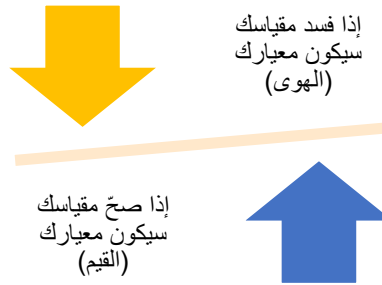 إذا فسد مقياسك
سيكون معيارك
(الهوى)
إذا صحّ مقياسك
سيكون معيارك
(القيم)